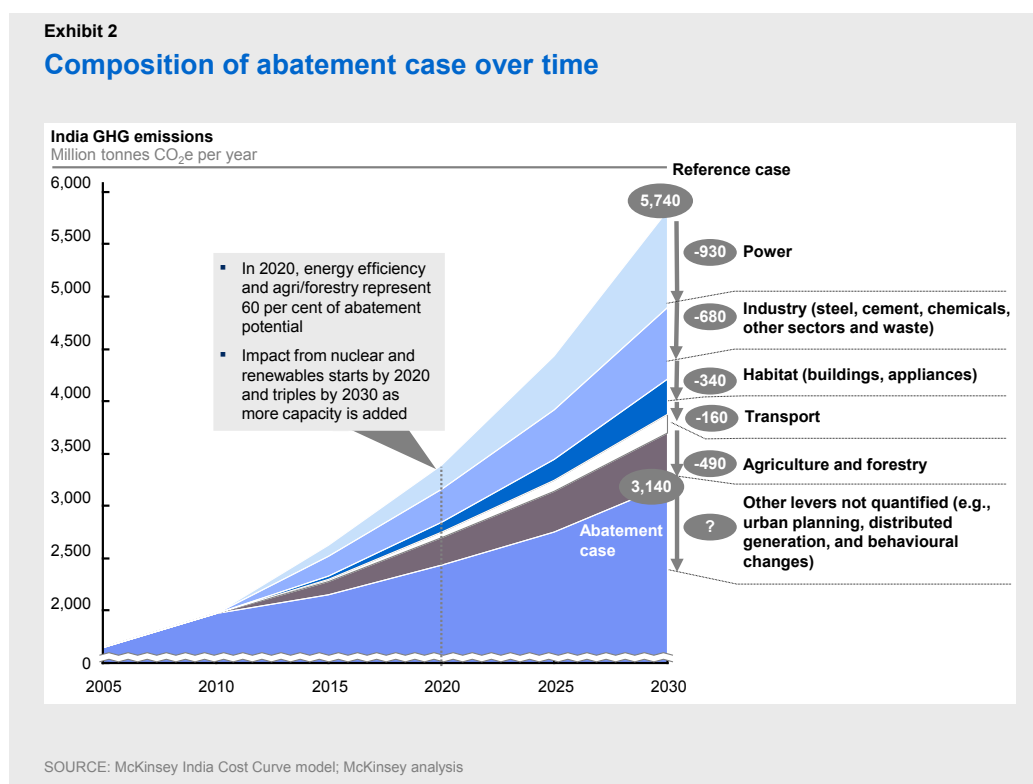 Exhibit 2
Composition of abatement case over time
India GHG emissions
Million tonnes CO₂e per year
Reference case
6,000
5,500
5,000
4,500
4,000
3,500
3,000
2,500
2,000
0
2005
2010
2015
2020
2025
2030
▪ In 2020, energy efficiency
and agri/forestry represent
60 per cent of abatement
potential
▪ Impact from nuclear and
renewables starts by 2020
and triples by 2030 as
more capacity is added
5,740
-930 Power
-680 Industry (steel, cement, chemicals,
other sectors and waste)
-340 Habitat (buildings, appliances)
-160 Transport
-490 Agriculture and forestry
3,140
Abatement
case
? Other levers not quantified (e.g.,
urban planning, distributed
generation, and behavioural
changes)
SOURCE: McKinsey India Cost Curve model; McKinsey analysis